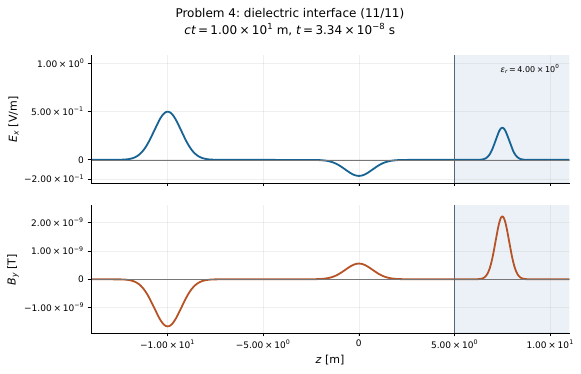 Problem 4: dielectric interface (11/11)
ct = 1.00 × 10¹ m, t = 3.34 × 10⁻⁸ s
1.00 × 10⁰
5.00 × 10⁻¹
0
−2.00 × 10⁻¹
Eₓ [V/m]
εᵣ = 4.00 × 10⁰
2.00 × 10⁻⁹
1.00 × 10⁻⁹
0
−1.00 × 10⁻⁹
B_y [T]
−1.00 × 10¹
−5.00 × 10⁰
0
5.00 × 10⁰
1.00 × 10¹
z [m]